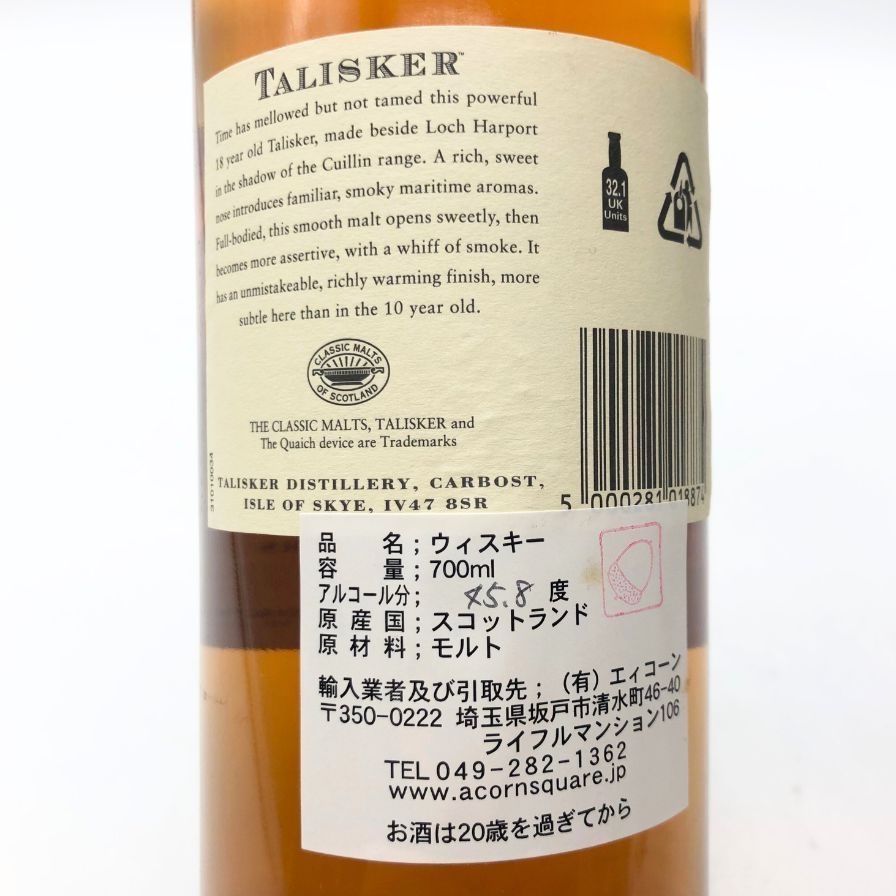 TALISKER™
Time has mellowed but not tamed this powerful
18 year old Talisker, made beside Loch Harport
in the shadow of the Cuillin range. A rich, sweet
nose introduces familiar, smoky maritime aromas.
Full-bodied, this smooth malt opens sweetly, then
becomes more assertive, with a whiff of smoke. It
has an unmistakeable, richly warming finish, more
subtle here than in the 10 year old.
32.1
UK
Units
CLASSIC MALTS
OF SCOTLAND
THE CLASSIC MALTS, TALISKER and
The Quaich device are Trademarks
31010034
TALISKER DISTILLERY, CARBOST,
ISLE OF SKYE, IV47 8SR
5 000281 018874
品名;ウィスキー
容量;700ml
アルコール分; 45.8 度
原産国;スコットランド
原材料;モルト
輸入業者及び引取先;(有)エィコーン
〒350-0222 埼玉県坂戸市清水町46-40
ライフルマンション106
TEL 049-282-1362
www.acornsquare.jp
お酒は20歳を過ぎてから